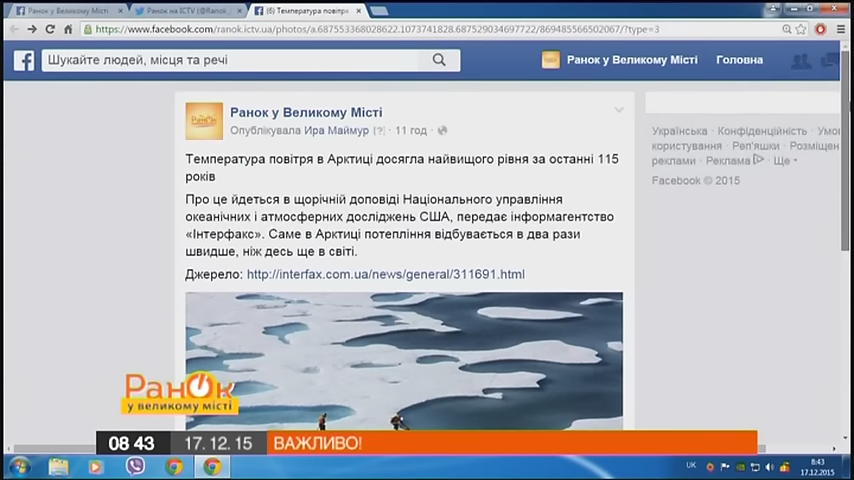 Ранок у Великому Місті
Ранок на ICTV (@Ranok_
(6) Температура повітря
https://www.facebook.com/ranok.ictv.ua/photos/a.687553368028622.1073741828.687529034697722/869485566502067/?type=3
Шукайте людей, місця та речі
Ранок у Великому Місті
Головна
Ранок у Великому Місті
Опублікувала Ира Маймур [?] · 11 год ·
Температура повітря в Арктиці досягла найвищого рівня за останні 115
років
Про це йдеться в щорічній доповіді Національного управління
океанічних і атмосферних досліджень США, передає інформагентство
«Інтерфакс». Саме в Арктиці потепління відбувається в два рази
швидше, ніж десь ще в світі.
Джерело: http://interfax.com.ua/news/general/311691.html
Українська · Конфіденційність · Умов
користування · Реп'яшки · Розміщен
реклами · Реклама · Ще
Facebook © 2015
Ранок
Ранок
у великому місті
08 43
17.12.15
ВАЖЛИВО!
UK
8:43
17.12.2015